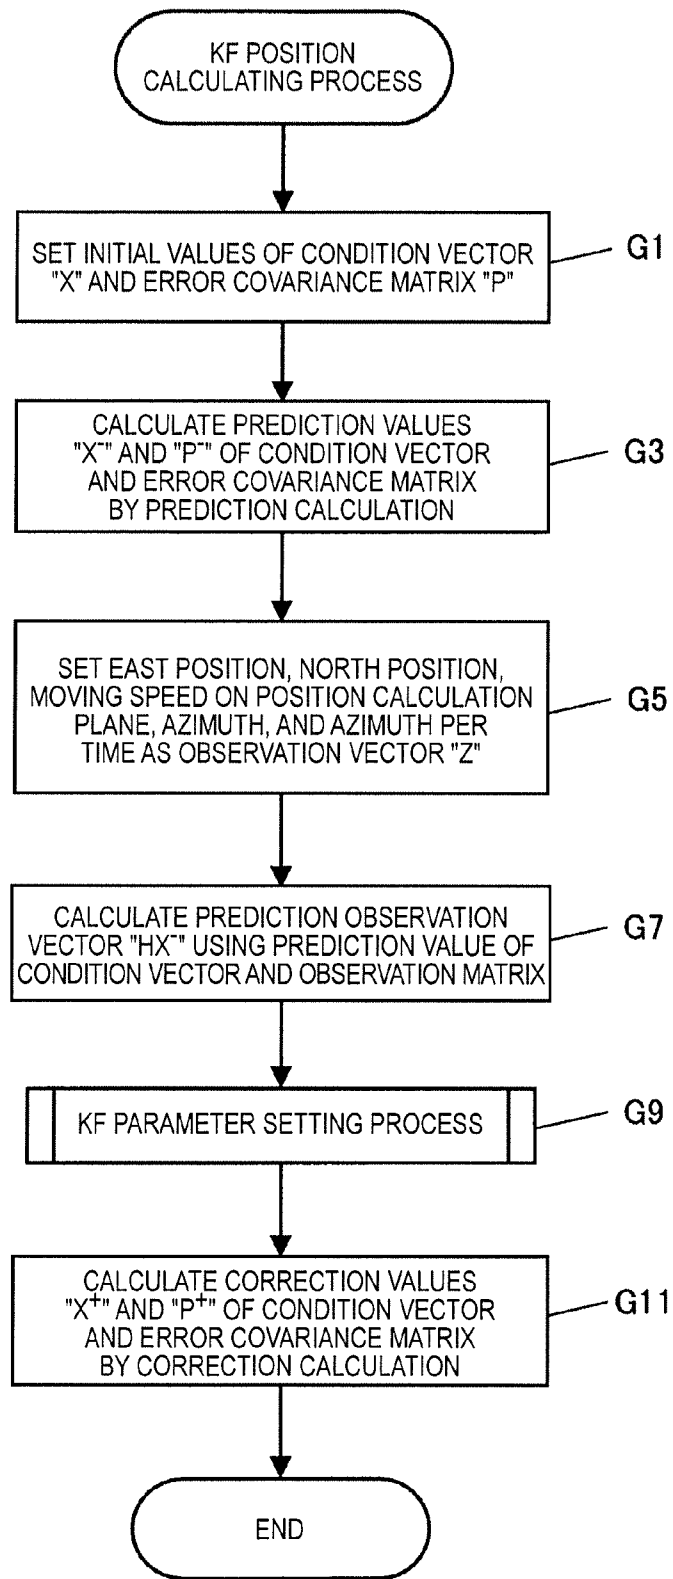 KF POSITION
CALCULATING PROCESS
SET INITIAL VALUES OF CONDITION VECTOR
"X" AND ERROR COVARIANCE MATRIX "P"
G1
CALCULATE PREDICTION VALUES
"X⁻" AND "P⁻" OF CONDITION VECTOR
AND ERROR COVARIANCE MATRIX
BY PREDICTION CALCULATION
G3
SET EAST POSITION, NORTH POSITION,
MOVING SPEED ON POSITION CALCULATION
PLANE, AZIMUTH, AND AZIMUTH PER
TIME AS OBSERVATION VECTOR "Z"
G5
CALCULATE PREDICTION OBSERVATION
VECTOR "HX⁻" USING PREDICTION VALUE OF
CONDITION VECTOR AND OBSERVATION MATRIX
G7
KF PARAMETER SETTING PROCESS
G9
CALCULATE CORRECTION VALUES
"X⁺" AND "P⁺" OF CONDITION VECTOR
AND ERROR COVARIANCE MATRIX
BY CORRECTION CALCULATION
G11
END